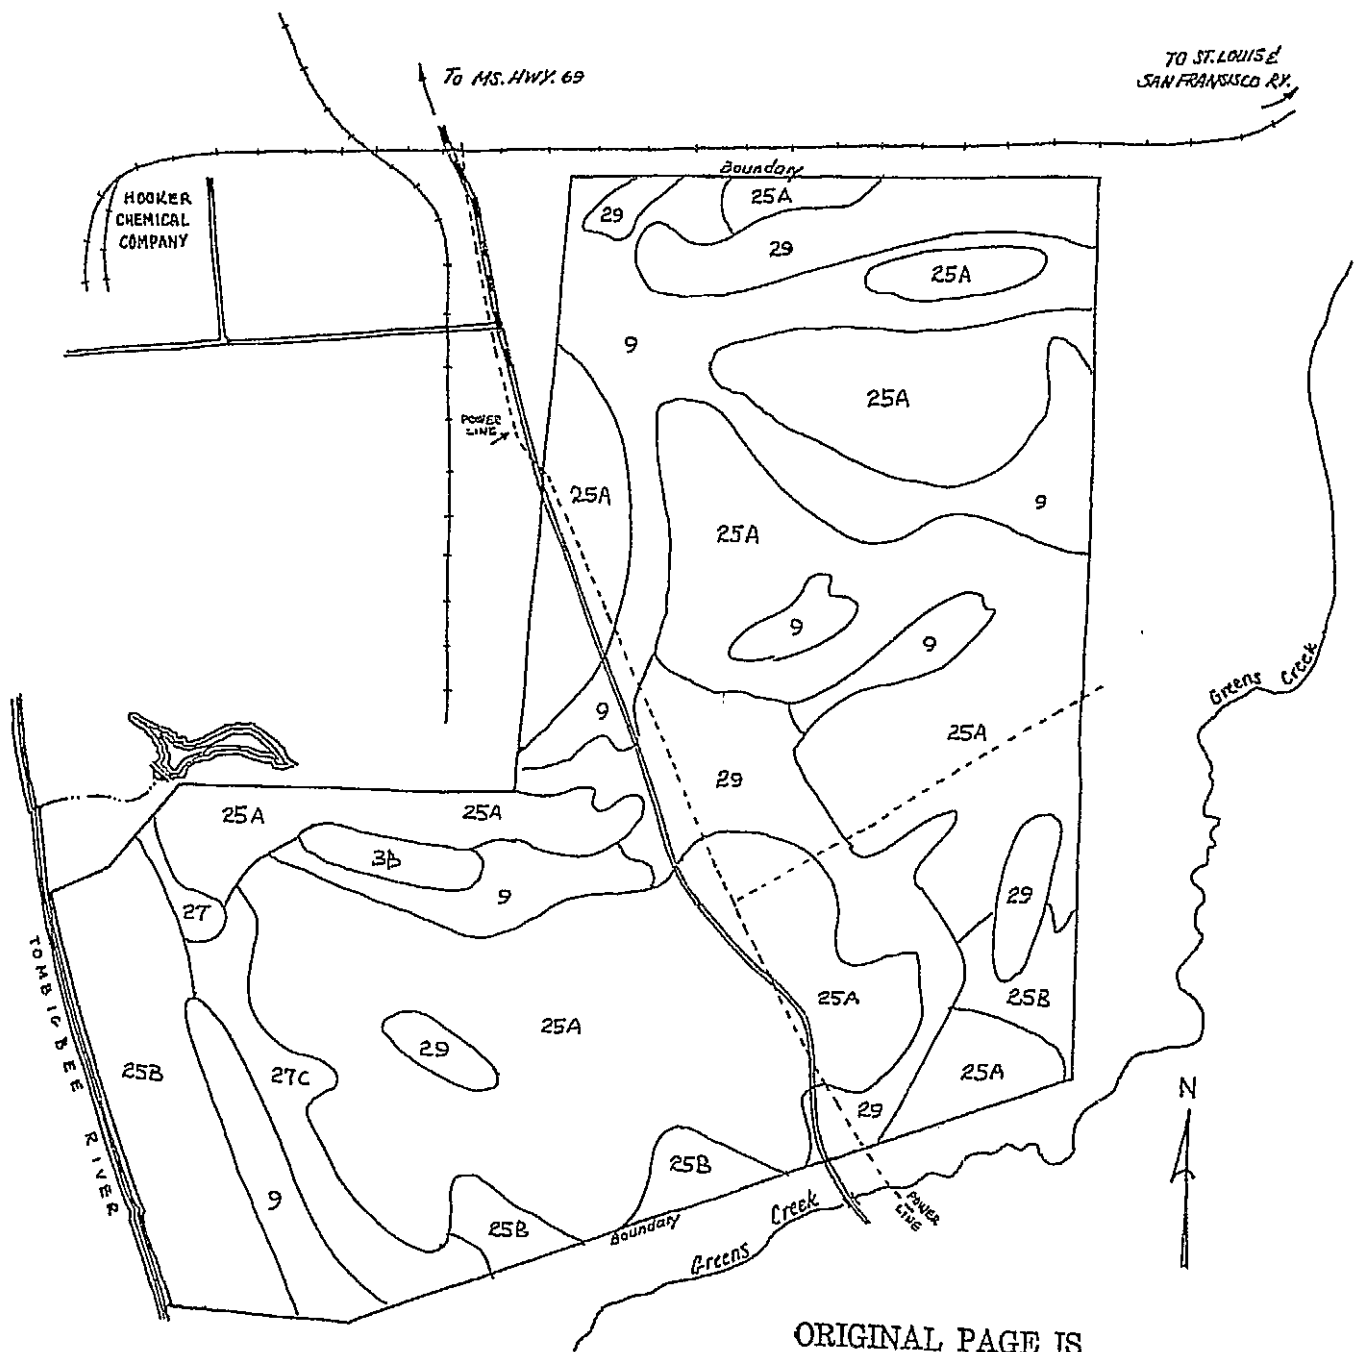 TO MS. HWY. 69
TO ST. LOUIS &
SAN FRANSISCO RY.
HOOKER
CHEMICAL
COMPANY
Boundary
25A
29
29
25A
9
25A
POWER
LINE
25A
25A
9
9
9
9
25A
Greens Creek
29
25A
25A
3B
9
27
29
25A
25B
25A
29
25B
27C
25A
N
29
9
25B
25B
TOMBIGBEE RIVER
Boundary
Greens Creek
POWER
LINE
ORIGINAL PAGE IS